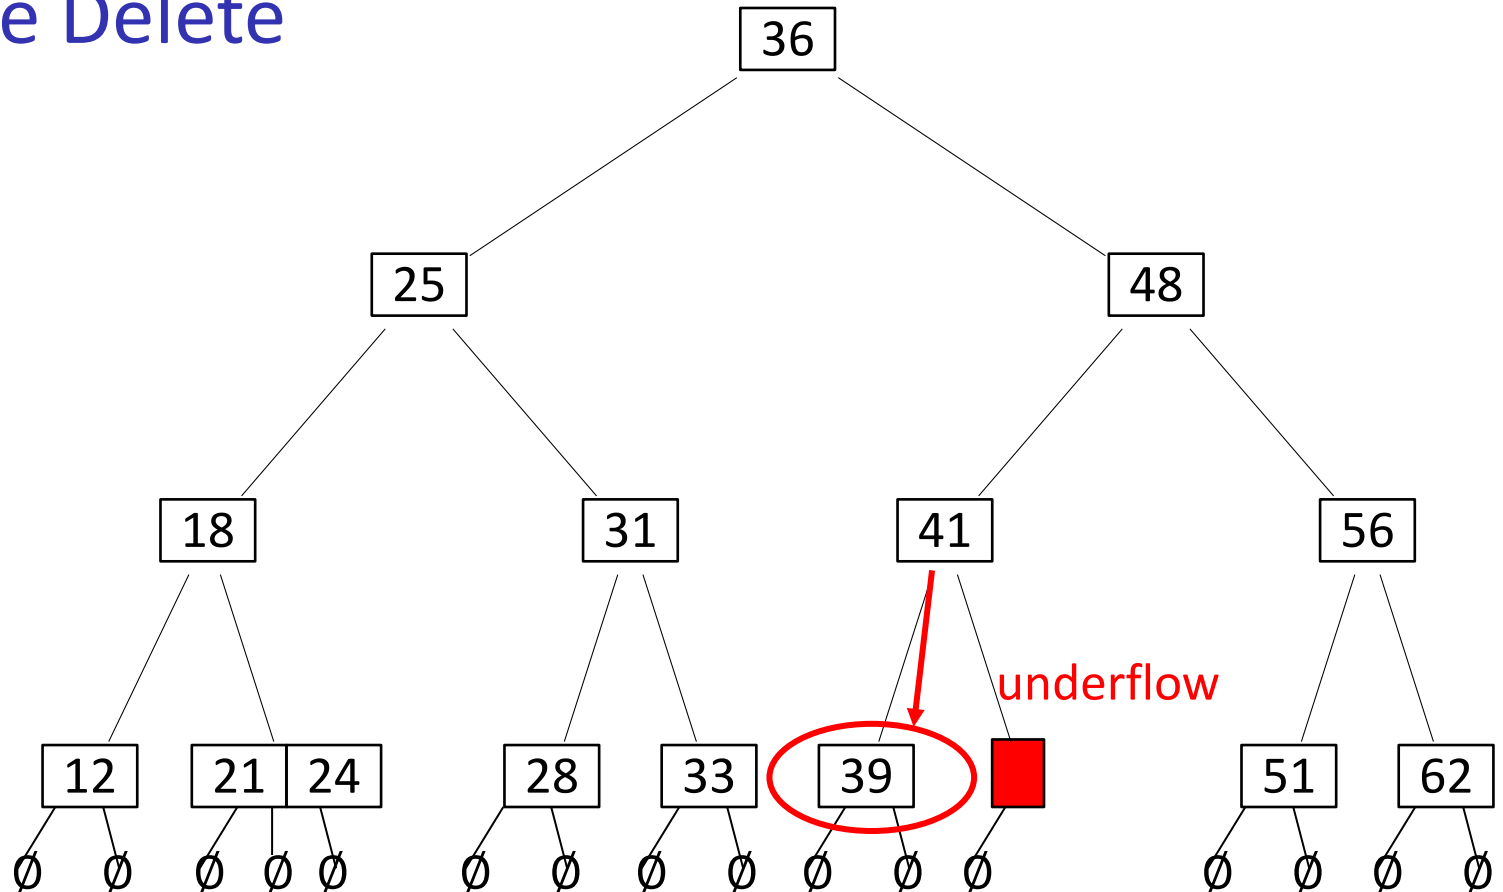 e Delete
36
25 48
18 31 41 56
underflow
12 21 24 28 33 39 51 62
Ø Ø Ø Ø Ø Ø Ø Ø Ø Ø Ø Ø Ø Ø Ø Ø